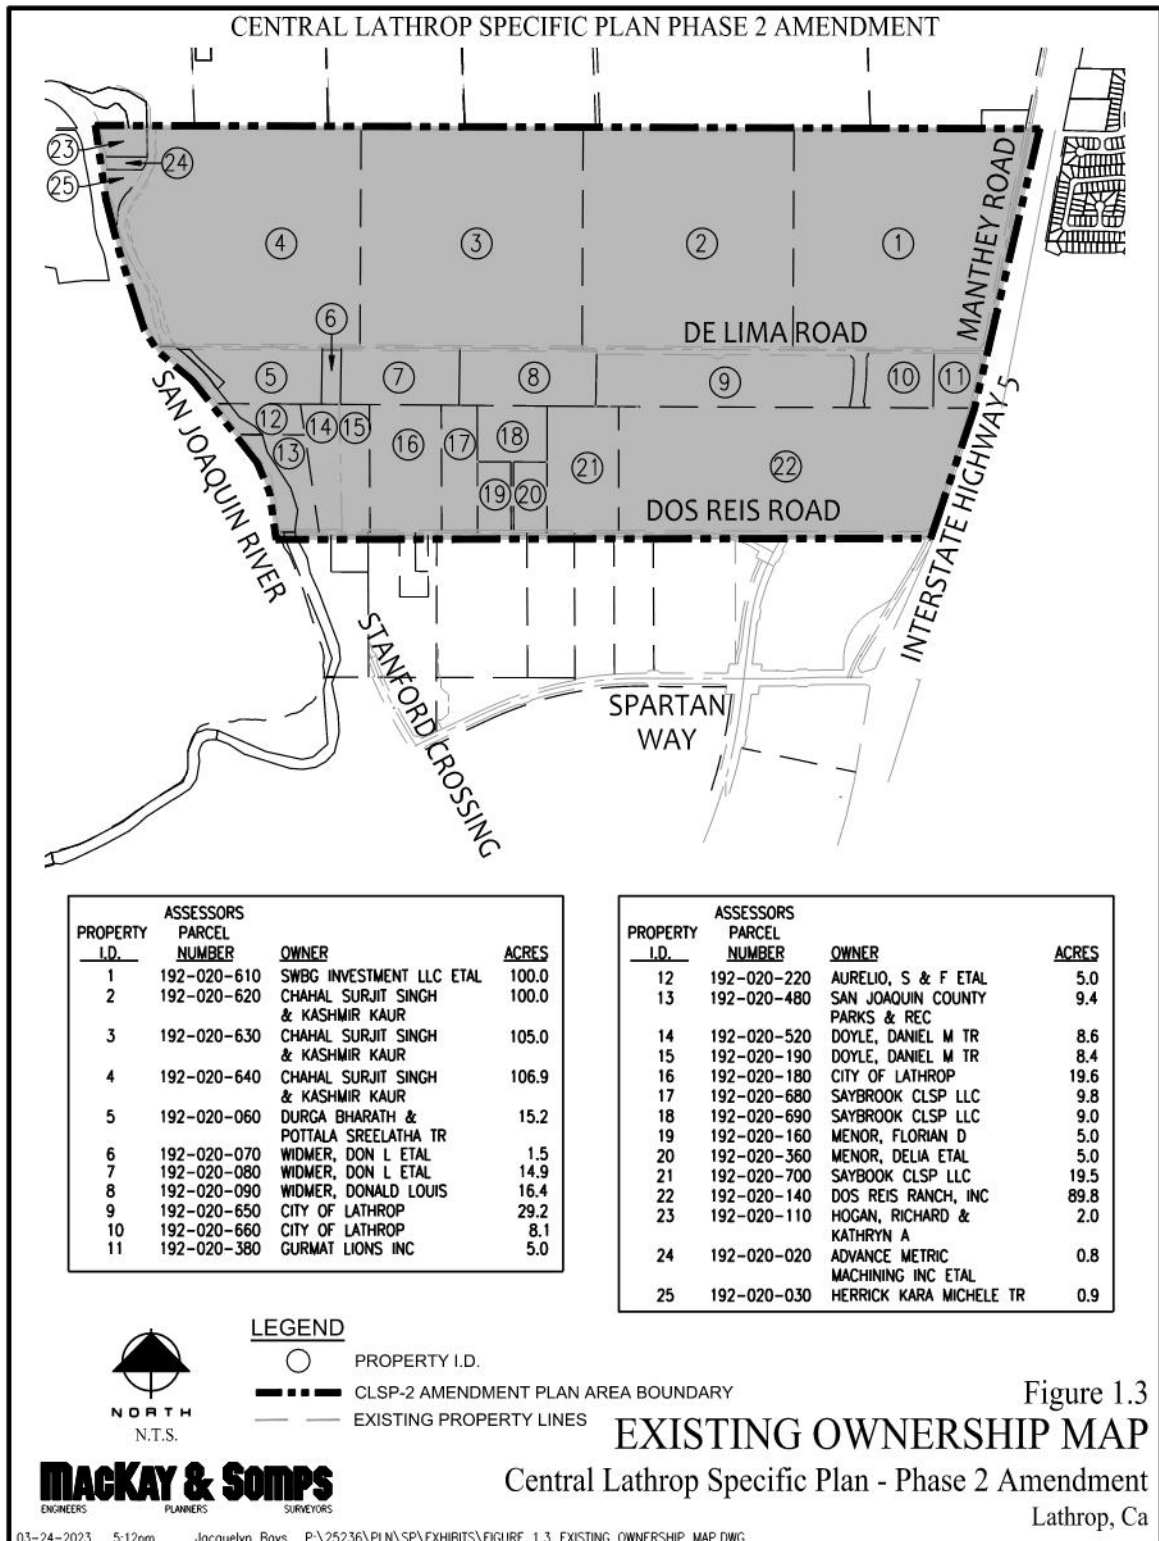 CENTRAL LATHROP SPECIFIC PLAN PHASE 2 AMENDMENT
23
24
25
4
3
2
1
MANTHEY ROAD
6
DE LIMA ROAD
5
7
8
9
10
11
12
13
14
15
16
17
18
19
20
21
22
DOS REIS ROAD
SAN JOAQUIN RIVER
INTERSTATE HIGHWAY 5
STANFORD CROSSING
SPARTAN
WAY
ASSESSORS
PROPERTY PARCEL
I.D. NUMBER OWNER ACRES
1 192-020-610 SWBG INVESTMENT LLC ETAL 100.0
2 192-020-620 CHAHAL SURJIT SINGH 100.0
& KASHMIR KAUR
3 192-020-630 CHAHAL SURJIT SINGH 105.0
& KASHMIR KAUR
4 192-020-640 CHAHAL SURJIT SINGH 106.9
& KASHMIR KAUR
5 192-020-060 DURGA BHARATH & 15.2
POTTALA SREELATHA TR
6 192-020-070 WIDMER, DON L ETAL 1.5
7 192-020-080 WIDMER, DON L ETAL 14.9
8 192-020-090 WIDMER, DONALD LOUIS 16.4
9 192-020-650 CITY OF LATHROP 29.2
10 192-020-660 CITY OF LATHROP 8.1
11 192-020-380 GURMAT LIONS INC 5.0
ASSESSORS
PROPERTY PARCEL
I.D. NUMBER OWNER ACRES
12 192-020-220 AURELIO, S & F ETAL 5.0
13 192-020-480 SAN JOAQUIN COUNTY 9.4
PARKS & REC
14 192-020-520 DOYLE, DANIEL M TR 8.6
15 192-020-190 DOYLE, DANIEL M TR 8.4
16 192-020-180 CITY OF LATHROP 19.6
17 192-020-680 SAYBROOK CLSP LLC 9.8
18 192-020-690 SAYBROOK CLSP LLC 9.0
19 192-020-160 MENOR, FLORIAN D 5.0
20 192-020-360 MENOR, DELIA ETAL 5.0
21 192-020-700 SAYBOOK CLSP LLC 19.5
22 192-020-140 DOS REIS RANCH, INC 89.8
23 192-020-110 HOGAN, RICHARD & 2.0
KATHRYN A
24 192-020-020 ADVANCE METRIC 0.8
MACHINING INC ETAL
25 192-020-030 HERRICK KARA MICHELE TR 0.9
LEGEND
PROPERTY I.D.
CLSP-2 AMENDMENT PLAN AREA BOUNDARY
EXISTING PROPERTY LINES
NORTH
N.T.S.
Figure 1.3
EXISTING OWNERSHIP MAP
Central Lathrop Specific Plan - Phase 2 Amendment
Lathrop, Ca
MACKAY & SOMPS
ENGINEERS PLANNERS SURVEYORS
03-24-2023 5:12pm Jacquelyn Bays P:\25236\PLN\SP\EXHIBITS\FIGURE 1.3 EXISTING OWNERSHIP MAP.DWG